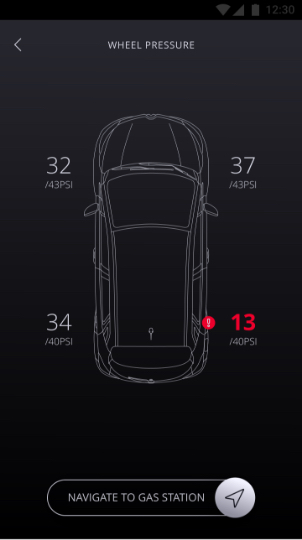 12:30
WHEEL PRESSURE
32
/43PSI
37
/43PSI
34
/40PSI
13
/40PSI
NAVIGATE TO GAS STATION